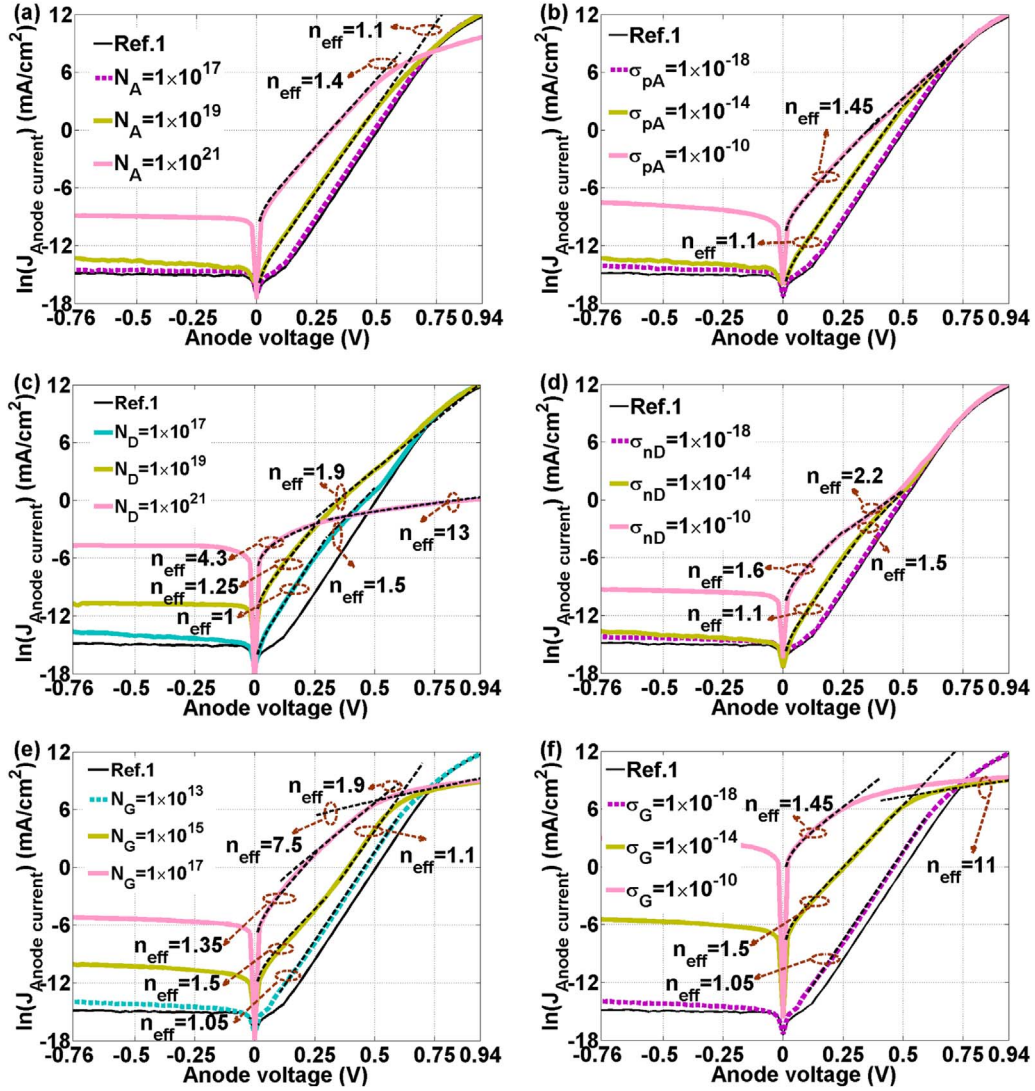 (a)
ln(J_Anode current) (mA/cm²)
12
6
0
-6
-12
-18
Ref.1
N_A=1×10^17
N_A=1×10^19
N_A=1×10^21
n_eff=1.1
n_eff=1.4
-0.76 -0.5 -0.25 0 0.25 0.5 0.75 0.94
Anode voltage (V)
(b)
ln(J_Anode current) (mA/cm²)
12
6
0
-6
-12
-18
Ref.1
σ_pA=1×10^-18
σ_pA=1×10^-14
σ_pA=1×10^-10
n_eff=1.45
n_eff=1.1
-0.76 -0.5 -0.25 0 0.25 0.5 0.75 0.94
Anode voltage (V)
(c)
ln(J_Anode current) (mA/cm²)
12
6
0
-6
-12
-18
Ref.1
N_D=1×10^17
N_D=1×10^19
N_D=1×10^21
n_eff=1.9
n_eff=13
n_eff=4.3
n_eff=1.25
n_eff=1.5
n_eff=1
-0.76 -0.5 -0.25 0 0.25 0.5 0.75 0.94
Anode voltage (V)
(d)
ln(J_Anode current) (mA/cm²)
12
6
0
-6
-12
-18
Ref.1
σ_nD=1×10^-18
σ_nD=1×10^-14
σ_nD=1×10^-10
n_eff=2.2
n_eff=1.5
n_eff=1.6
n_eff=1.1
-0.76 -0.5 -0.25 0 0.25 0.5 0.75 0.94
Anode voltage (V)
(e)
ln(J_Anode current) (mA/cm²)
12
6
0
-6
-12
-18
Ref.1
N_G=1×10^13
N_G=1×10^15
N_G=1×10^17
n_eff=1.9
n_eff=7.5
n_eff=1.1
n_eff=1.35
n_eff=1.5
n_eff=1.05
-0.76 -0.5 -0.25 0 0.25 0.5 0.75 0.94
Anode voltage (V)
(f)
ln(J_Anode current) (mA/cm²)
12
6
0
-6
-12
-18
Ref.1
σ_G=1×10^-18
σ_G=1×10^-14
σ_G=1×10^-10
n_eff=1.45
n_eff=11
n_eff=1.5
n_eff=1.05
-0.76 -0.5 -0.25 0 0.25 0.5 0.75 0.94
Anode voltage (V)